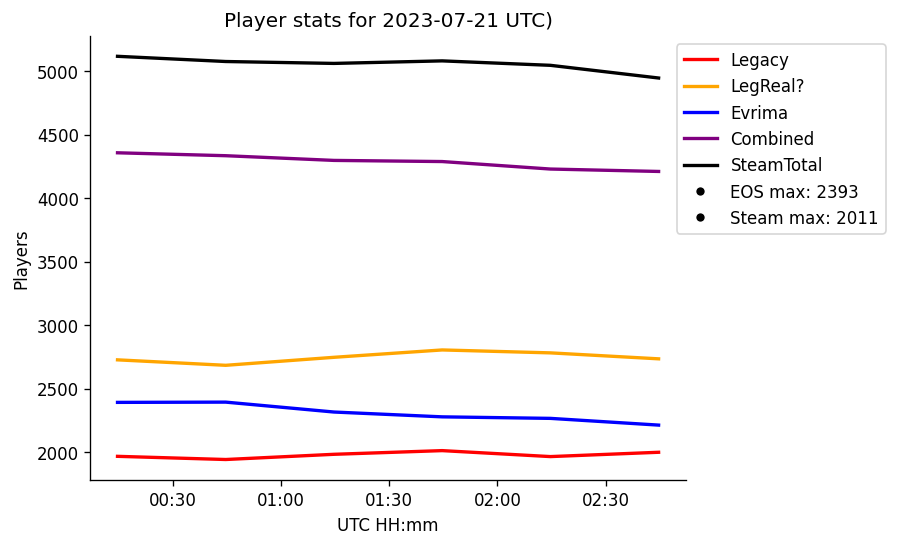 Player stats for 2023-07-21 UTC)
Legacy
LegReal?
Evrima
Combined
SteamTotal
EOS max: 2393
Steam max: 2011
Players
5000
4500
4000
3500
3000
2500
2000
00:30 01:00 01:30 02:00 02:30
UTC HH:mm